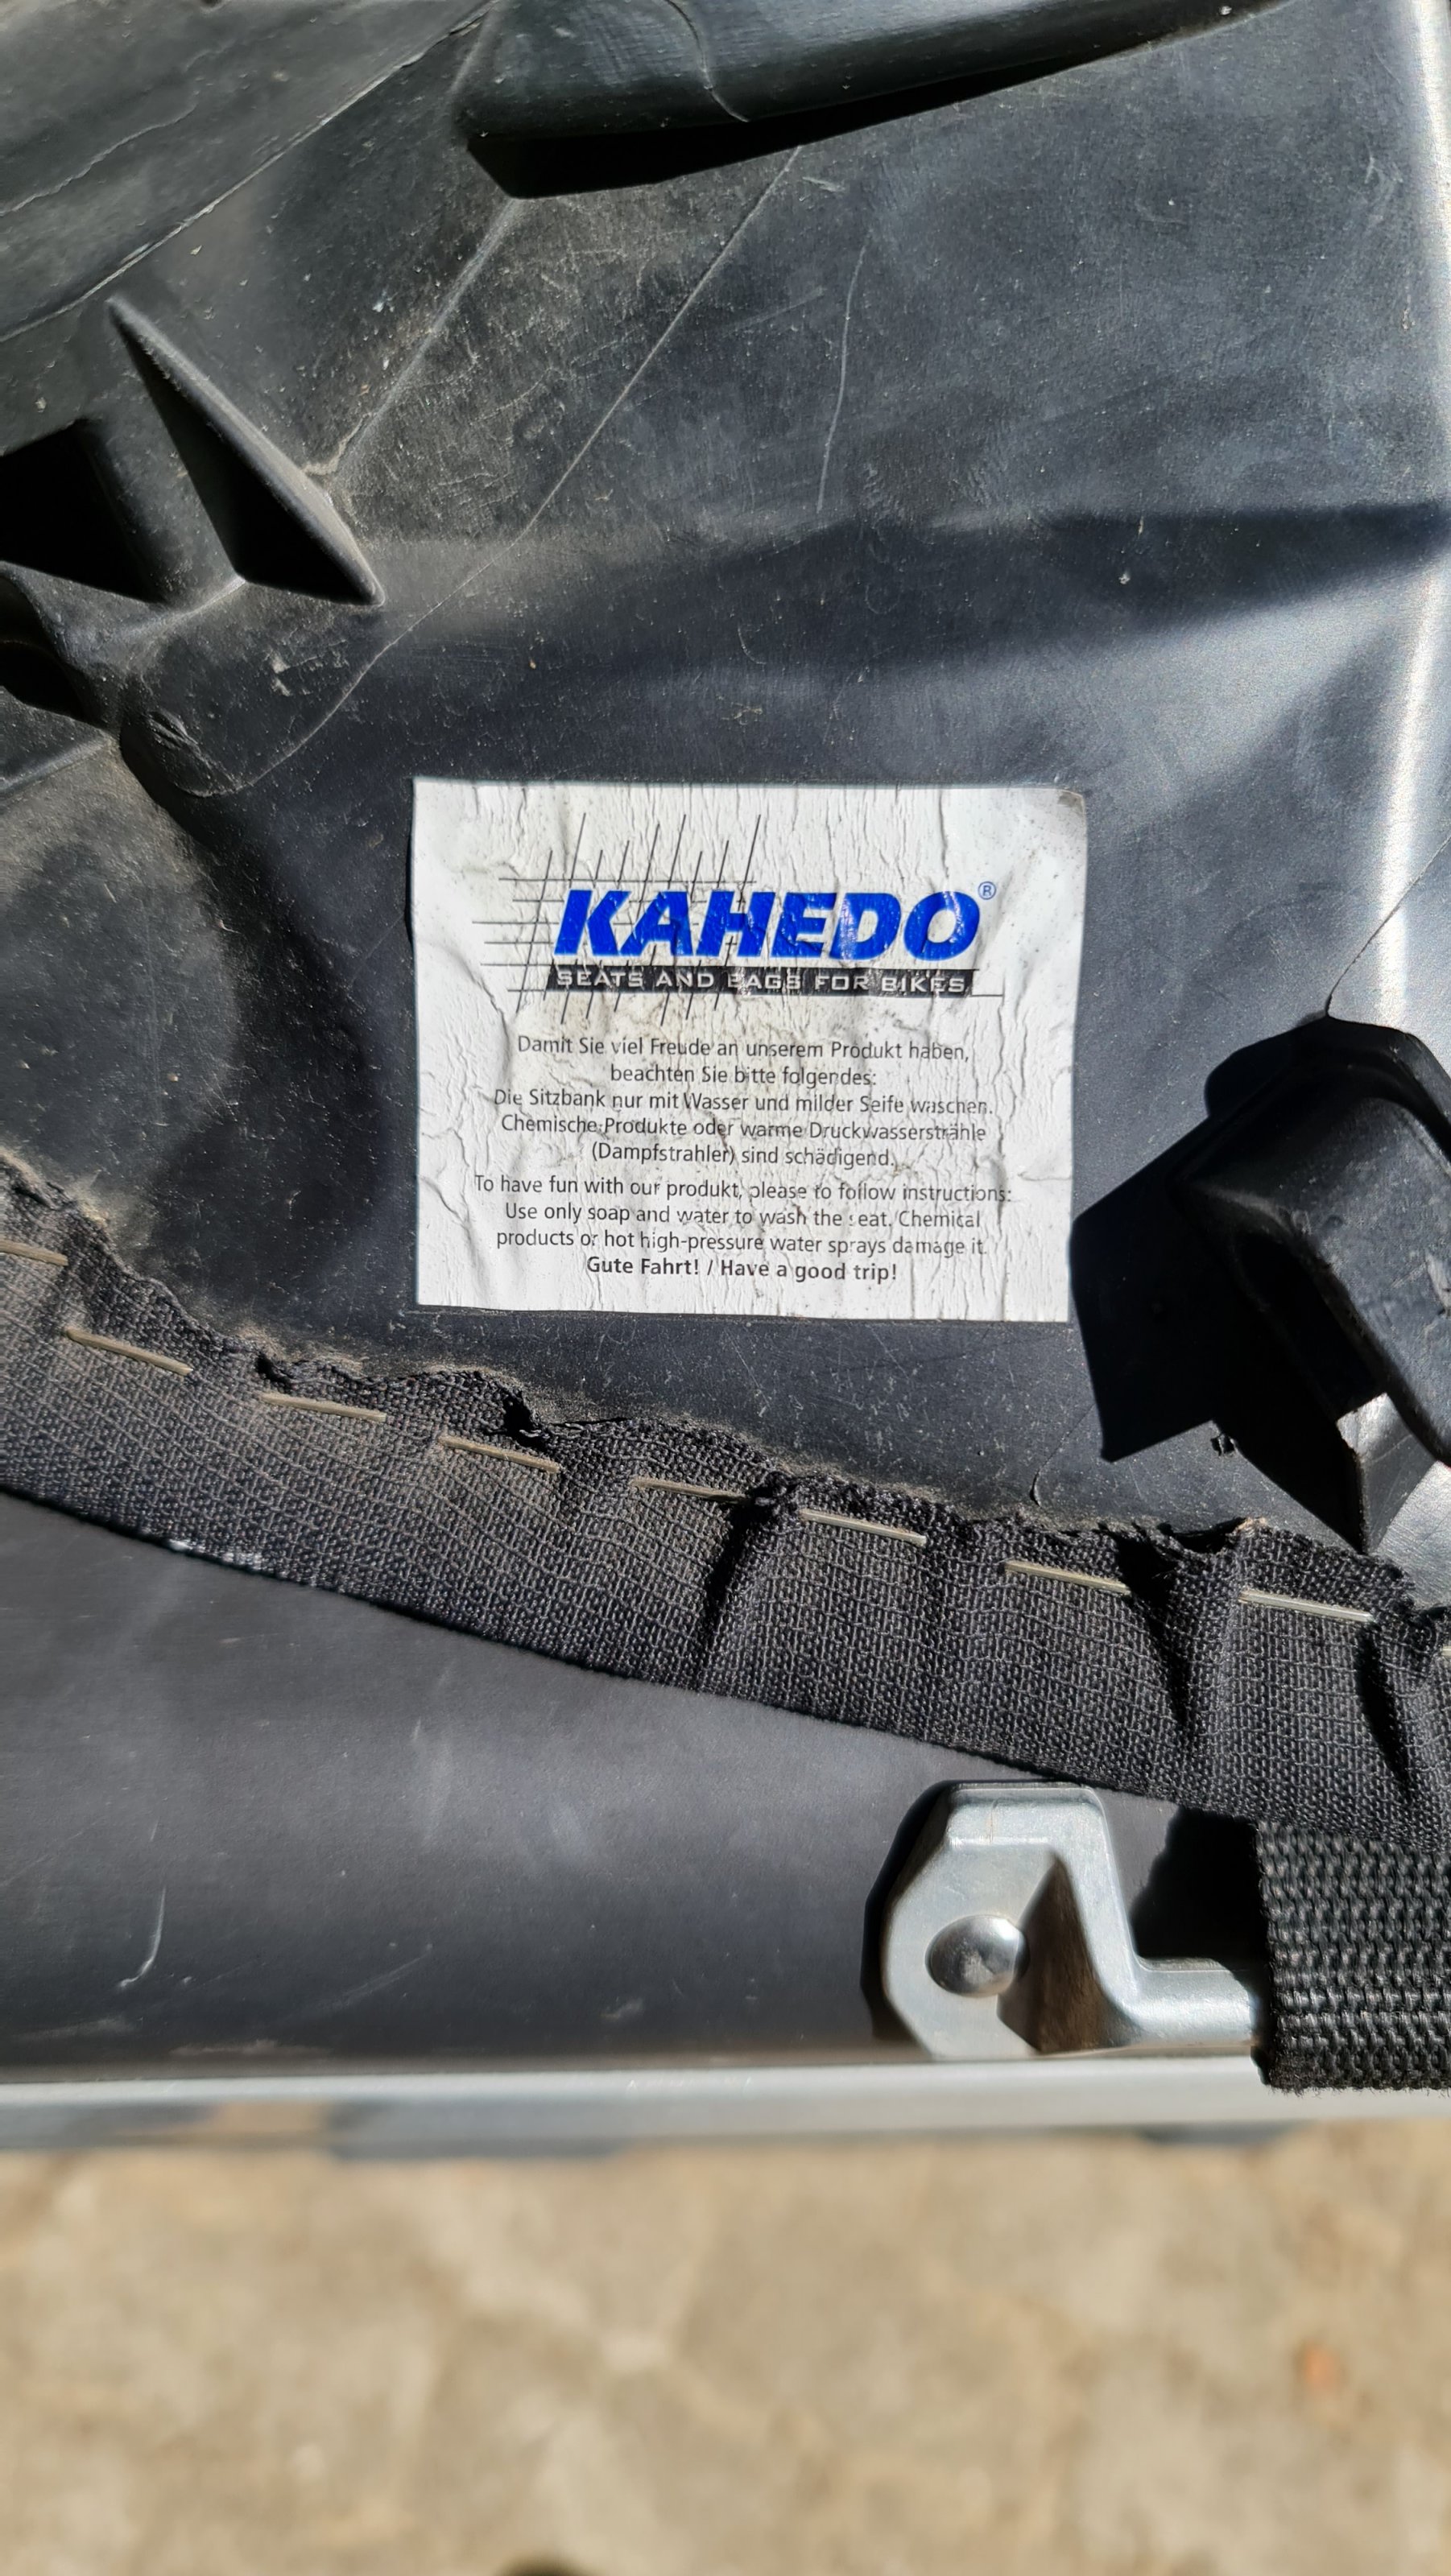 KAHEDO®
SEATS AND BAGS FOR BIKES
Damit Sie viel Freude an unserem Produkt haben,
beachten Sie bitte folgendes:
Die Sitzbank nur mit Wasser und milder Seife waschen.
Chemische Produkte oder warme Druckwassersträhle
(Dampfstrahler) sind schädigend.
To have fun with our produkt, please to follow instructions:
Use only soap and water to wash the seat. Chemical
products or hot high-pressure water sprays damage it.
Gute Fahrt! / Have a good trip!